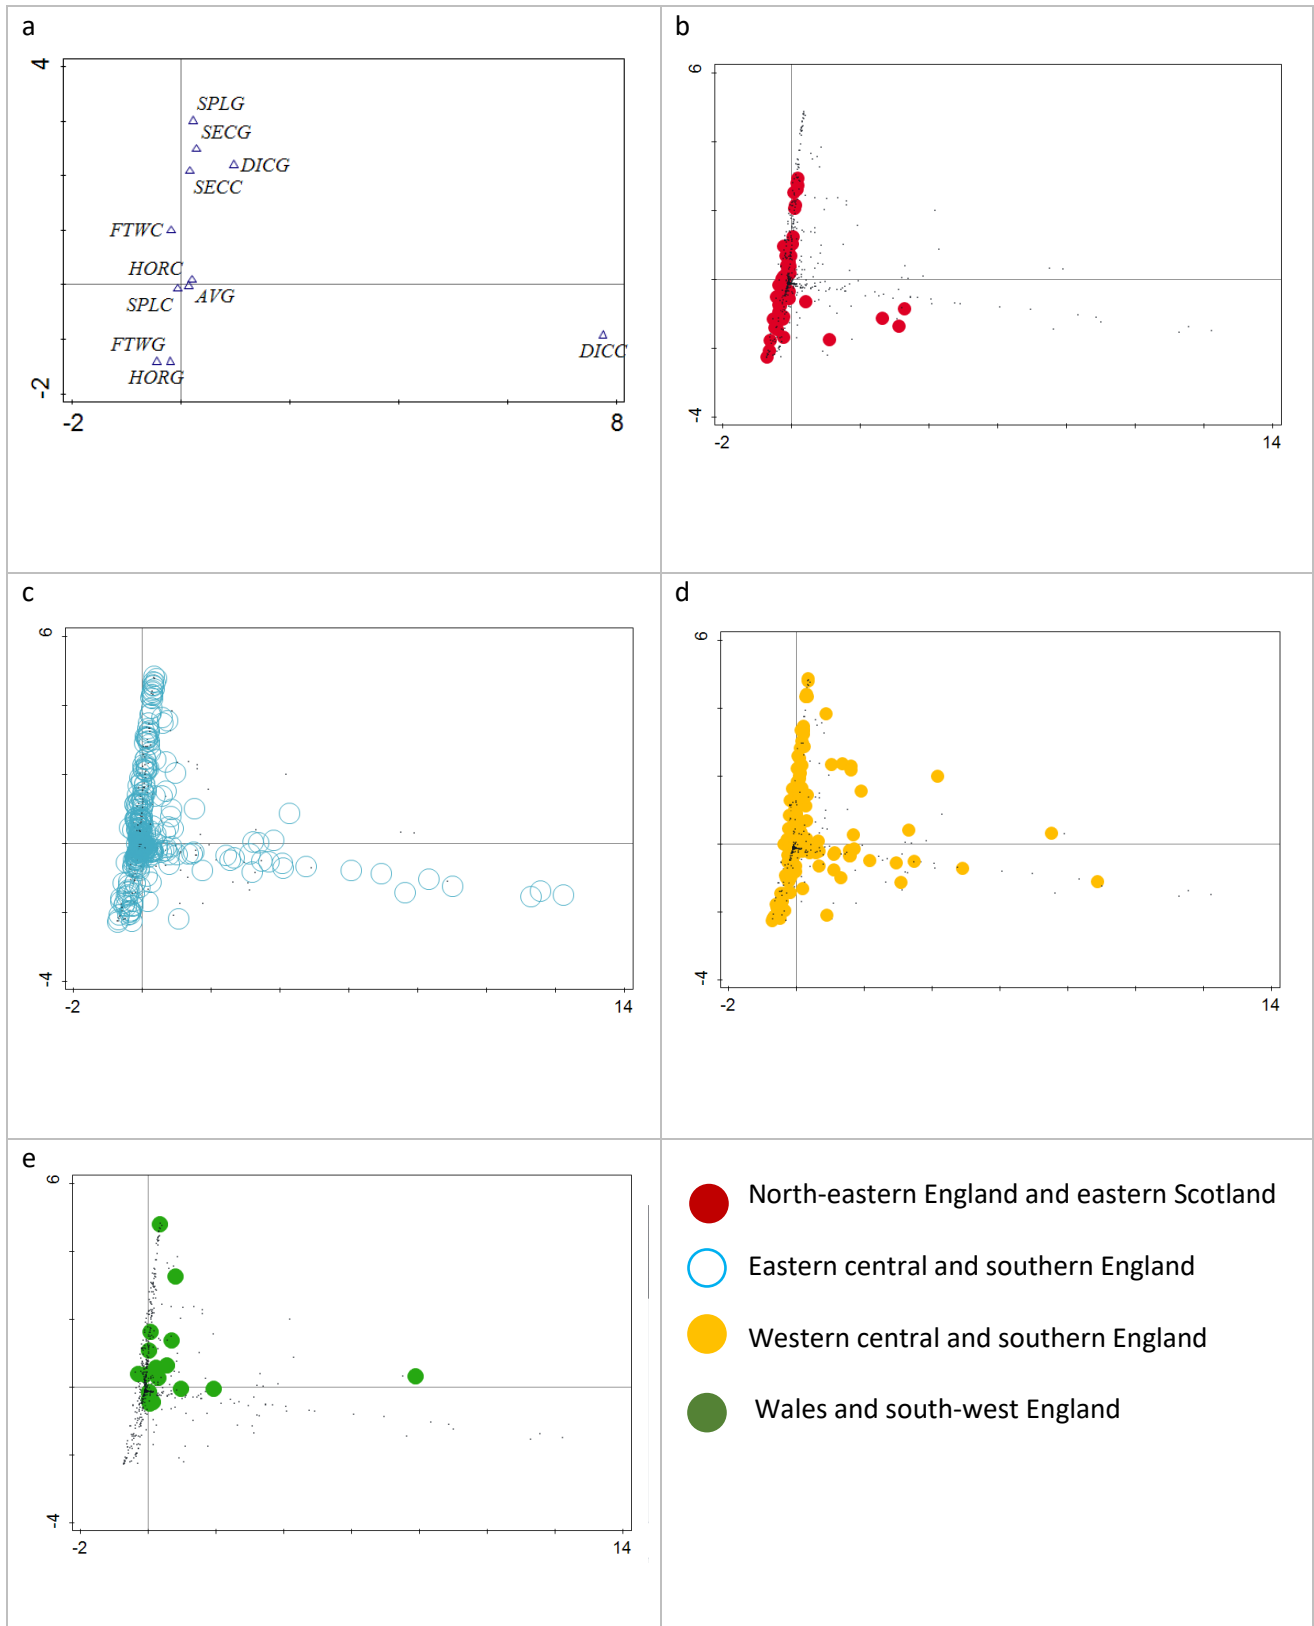 a
4
SPLG
SECG
DICG
SECC
FTWC
HORC
AVG
SPLC
DICC
FTWG
HORG
-2
-2
8
b
6
-4
-2
14
c
6
-4
-2
14
d
6
-4
-2
14
e
6
-4
-2
14
North-eastern England and eastern Scotland
Eastern central and southern England
Western central and southern England
Wales and south-west England